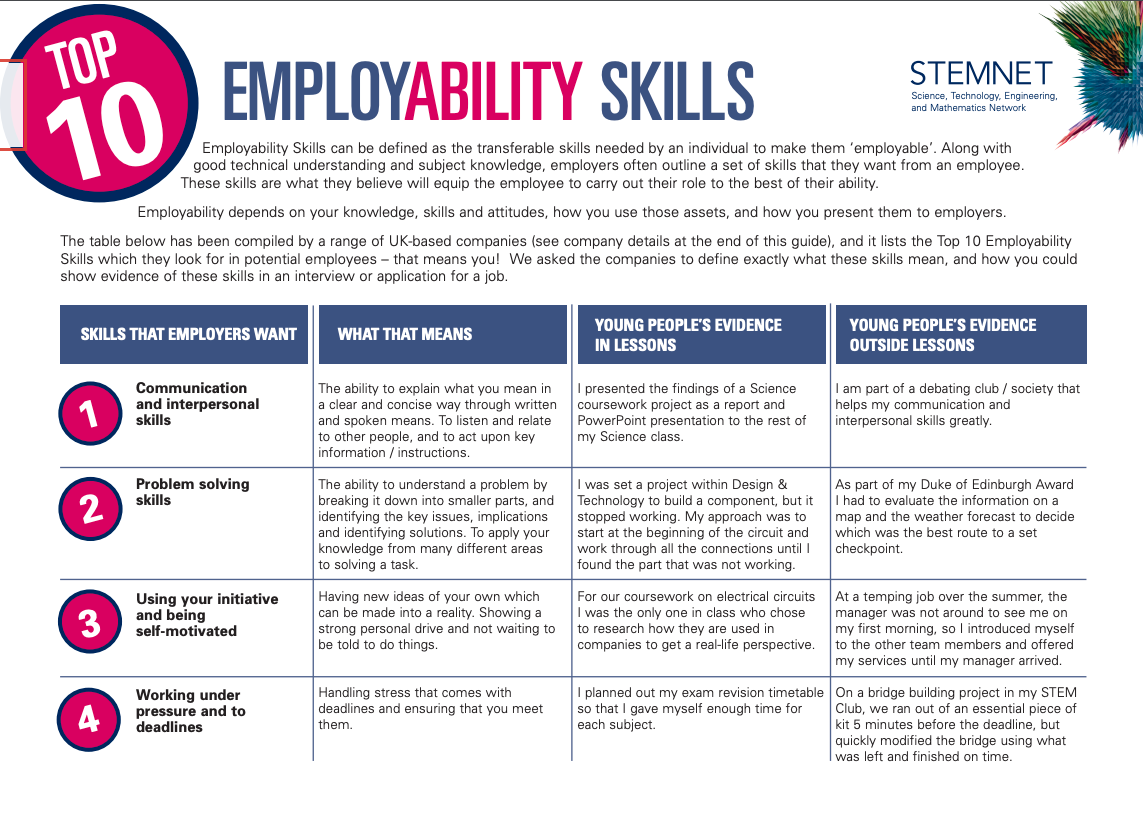 TOP
10
EMPLOYABILITY SKILLS
STEMNET
Science, Technology, Engineering,
and Mathematics Network
Employability Skills can be defined as the transferable skills needed by an individual to make them ‘employable’. Along with
good technical understanding and subject knowledge, employers often outline a set of skills that they want from an employee.
These skills are what they believe will equip the employee to carry out their role to the best of their ability.
Employability depends on your knowledge, skills and attitudes, how you use those assets, and how you present them to employers.
The table below has been compiled by a range of UK-based companies (see company details at the end of this guide), and it lists the Top 10 Employability
Skills which they look for in potential employees – that means you!  We asked the companies to define exactly what these skills mean, and how you could
show evidence of these skills in an interview or application for a job.
SKILLS THAT EMPLOYERS WANT
WHAT THAT MEANS
YOUNG PEOPLE’S EVIDENCE
IN LESSONS
YOUNG PEOPLE’S EVIDENCE
OUTSIDE LESSONS
1
Communication
and interpersonal
skills
The ability to explain what you mean in
a clear and concise way through written
and spoken means. To listen and relate
to other people, and to act upon key
information / instructions.
I presented the findings of a Science
coursework project as a report and
PowerPoint presentation to the rest of
my Science class.
I am part of a debating club / society that
helps my communication and
interpersonal skills greatly.
2
Problem solving
skills
The ability to understand a problem by
breaking it down into smaller parts, and
identifying the key issues, implications
and identifying solutions. To apply your
knowledge from many different areas
to solving a task.
I was set a project within Design &
Technology to build a component, but it
stopped working. My approach was to
start at the beginning of the circuit and
work through all the connections until I
found the part that was not working.
As part of my Duke of Edinburgh Award
I had to evaluate the information on a
map and the weather forecast to decide
which was the best route to a set
checkpoint.
3
Using your initiative
and being
self-motivated
Having new ideas of your own which
can be made into a reality. Showing a
strong personal drive and not waiting to
be told to do things.
For our coursework on electrical circuits
I was the only one in class who chose
to research how they are used in
companies to get a real-life perspective.
At a temping job over the summer, the
manager was not around to see me on
my first morning, so I introduced myself
to the other team members and offered
my services until my manager arrived.
4
Working under
pressure and to
deadlines
Handling stress that comes with
deadlines and ensuring that you meet
them.
I planned out my exam revision timetable
so that I gave myself enough time for
each subject.
On a bridge building project in my STEM
Club, we ran out of an essential piece of
kit 5 minutes before the deadline, but
quickly modified the bridge using what
was left and finished on time.